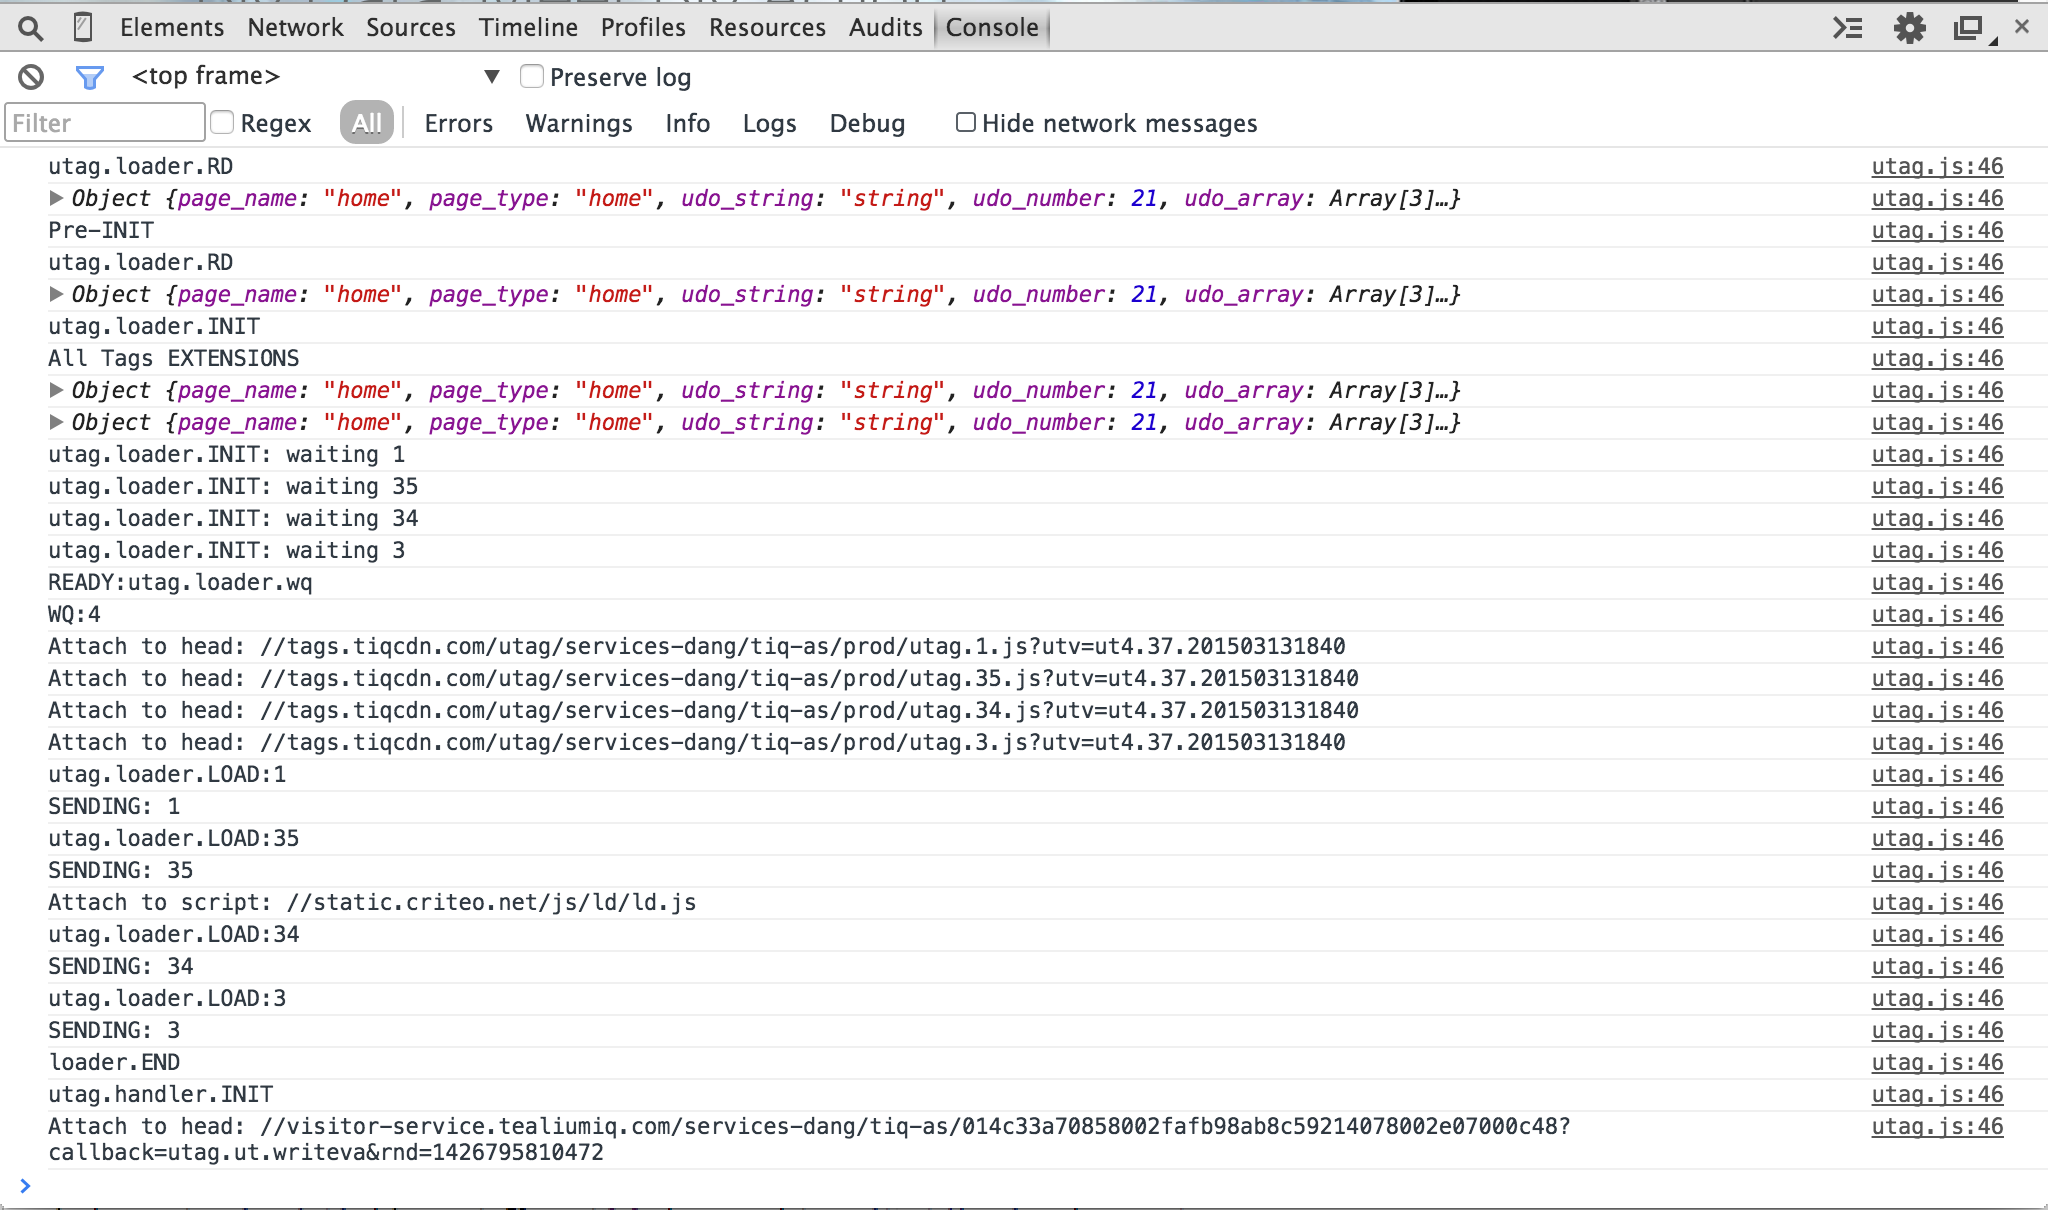 Elements Network Sources Timeline Profiles Resources Audits Console
<top frame> Preserve log
Filter Regex All Errors Warnings Info Logs Debug Hide network messages
utag.loader.RD utag.js:46
Object {page_name: "home", page_type: "home", udo_string: "string", udo_number: 21, udo_array: Array[3]…} utag.js:46
Pre-INIT utag.js:46
utag.loader.RD utag.js:46
Object {page_name: "home", page_type: "home", udo_string: "string", udo_number: 21, udo_array: Array[3]…} utag.js:46
utag.loader.INIT utag.js:46
All Tags EXTENSIONS utag.js:46
Object {page_name: "home", page_type: "home", udo_string: "string", udo_number: 21, udo_array: Array[3]…} utag.js:46
Object {page_name: "home", page_type: "home", udo_string: "string", udo_number: 21, udo_array: Array[3]…} utag.js:46
utag.loader.INIT: waiting 1 utag.js:46
utag.loader.INIT: waiting 35 utag.js:46
utag.loader.INIT: waiting 34 utag.js:46
utag.loader.INIT: waiting 3 utag.js:46
READY:utag.loader.wq utag.js:46
WQ:4 utag.js:46
Attach to head: //tags.tiqcdn.com/utag/services-dang/tiq-as/prod/utag.1.js?utv=ut4.37.201503131840 utag.js:46
Attach to head: //tags.tiqcdn.com/utag/services-dang/tiq-as/prod/utag.35.js?utv=ut4.37.201503131840 utag.js:46
Attach to head: //tags.tiqcdn.com/utag/services-dang/tiq-as/prod/utag.34.js?utv=ut4.37.201503131840 utag.js:46
Attach to head: //tags.tiqcdn.com/utag/services-dang/tiq-as/prod/utag.3.js?utv=ut4.37.201503131840 utag.js:46
utag.loader.LOAD:1 utag.js:46
SENDING: 1 utag.js:46
utag.loader.LOAD:35 utag.js:46
SENDING: 35 utag.js:46
Attach to script: //static.criteo.net/js/ld/ld.js utag.js:46
utag.loader.LOAD:34 utag.js:46
SENDING: 34 utag.js:46
utag.loader.LOAD:3 utag.js:46
SENDING: 3 utag.js:46
loader.END utag.js:46
utag.handler.INIT utag.js:46
Attach to head: //visitor-service.tealiumiq.com/services-dang/tiq-as/014c33a70858002fafb98ab8c59214078002e07000c48? utag.js:46
callback=utag.ut.writeva&rnd=1426795810472